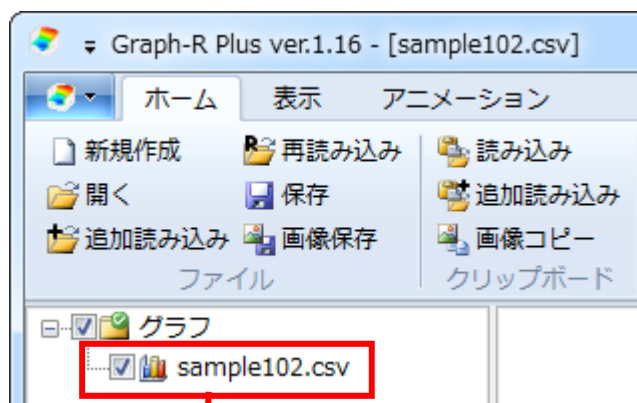 Graph-R Plus ver.1.16 - [sample102.csv]
ホーム 表示 アニメーション
新規作成 再読み込み 読み込み
開く 保存 追加読み込み
追加読み込み 画像保存 画像コピー
ファイル クリップボード
グラフ
sample102.csv